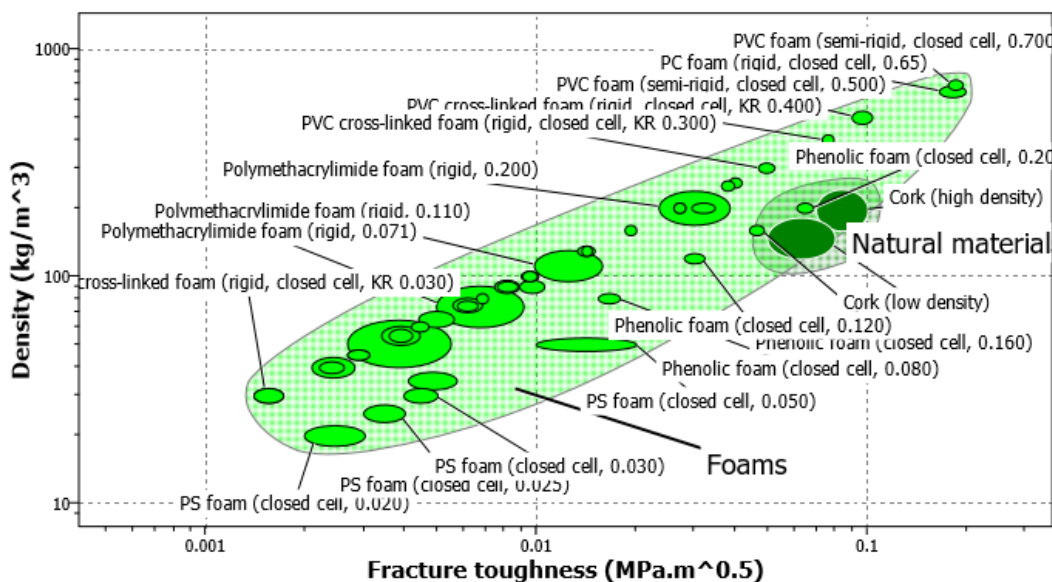 1000
100
10
Density (kg/m^3)
PVC foam (semi-rigid, closed cell, 0.700
PC foam (rigid, closed cell, 0.65)
PVC foam (semi-rigid, closed cell, 0.500)
PVC cross-linked foam (rigid, closed cell, KR 0.400)
PVC cross-linked foam (rigid, closed cell, KR 0.300)
Phenolic foam (closed cell, 0.20
Polymethacrylimide foam (rigid, 0.200)
Cork (high density)
Polymethacrylimide foam (rigid, 0.110)
Polymethacrylimide foam (rigid, 0.071)
Natural material
cross-linked foam (rigid, closed cell, KR 0.030)
Cork (low density)
Phenolic foam (closed cell, 0.120)
Phenolic foam (closed cell, 0.160)
Phenolic foam (closed cell, 0.080)
PS foam (closed cell, 0.050)
PS foam (closed cell, 0.030)
Foams
PS foam (closed cell, 0.025)
PS foam (closed cell, 0.020)
0.001
0.01
0.1
Fracture toughness (MPa.m^0.5)